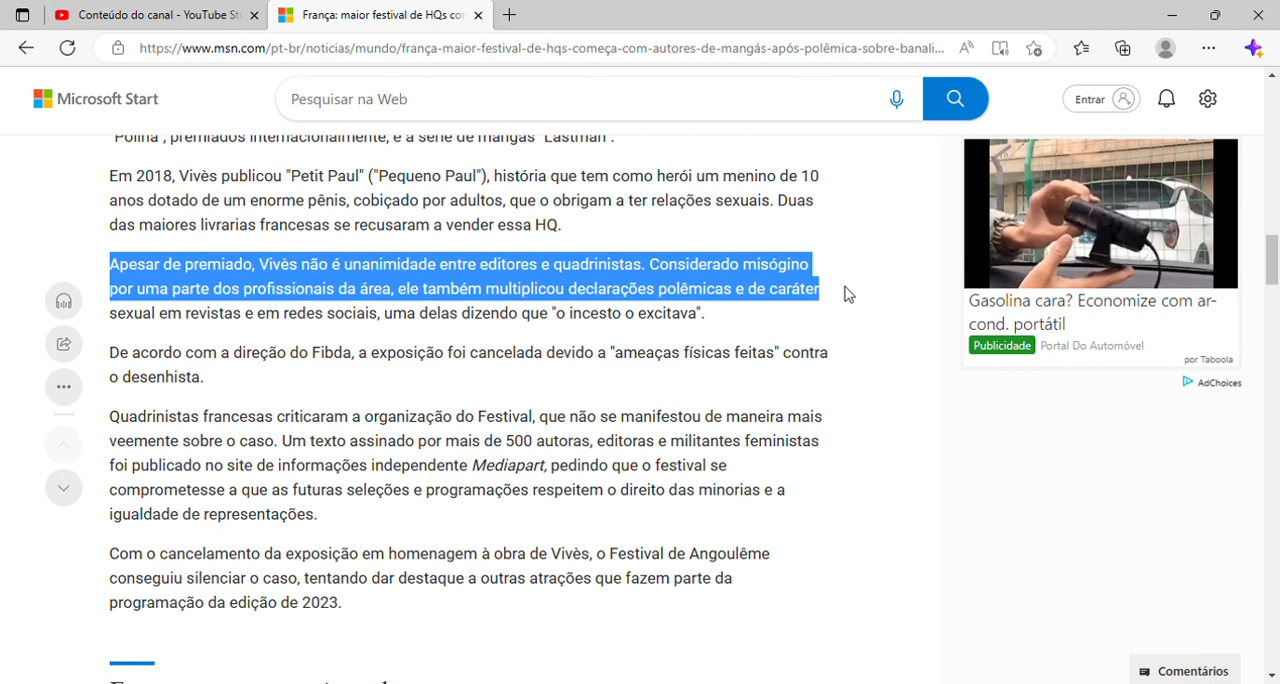 Conteúdo do canal - YouTube St
França: maior festival de HQs cor
https://www.msn.com/pt-br/noticias/mundo/frança-maior-festival-de-hqs-começa-com-autores-de-mangás-após-polêmica-sobre-banali...
Microsoft Start
Pesquisar na Web
Entrar
"Polina", premiados internacionalmente, e a série de mangás "Lastman".
Em 2018, Vivès publicou "Petit Paul" ("Pequeno Paul"), história que tem como herói um menino de 10
anos dotado de um enorme pênis, cobiçado por adultos, que o obrigam a ter relações sexuais. Duas
das maiores livrarias francesas se recusaram a vender essa HQ.
Apesar de premiado, Vivès não é unanimidade entre editores e quadrinistas. Considerado misógino
por uma parte dos profissionais da área, ele também multiplicou declarações polêmicas e de caráter
sexual em revistas e em redes sociais, uma delas dizendo que "o incesto o excitava".
De acordo com a direção do Fibda, a exposição foi cancelada devido a "ameaças físicas feitas" contra
o desenhista.
Quadrinistas francesas criticaram a organização do Festival, que não se manifestou de maneira mais
veemente sobre o caso. Um texto assinado por mais de 500 autoras, editoras e militantes feministas
foi publicado no site de informações independente Mediapart, pedindo que o festival se
comprometesse a que as futuras seleções e programações respeitem o direito das minorias e a
igualdade de representações.
Com o cancelamento da exposição em homenagem à obra de Vivès, o Festival de Angoulême
conseguiu silenciar o caso, tentando dar destaque a outras atrações que fazem parte da
programação da edição de 2023.
Gasolina cara? Economize com ar-
cond. portátil
Publicidade Portal Do Automóvel
por Taboola
AdChoices
Comentários